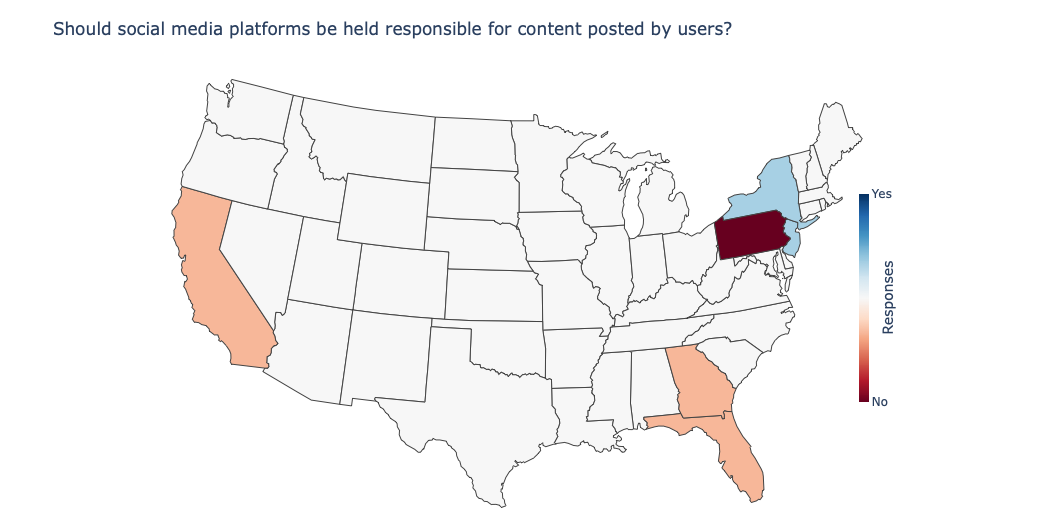 Should social media platforms be held responsible for content posted by users?
Yes
Responses
No